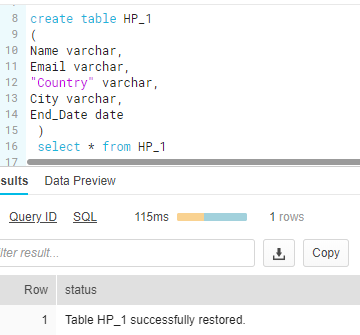 8 create table HP_1
9 (
10 Name varchar,
11 Email varchar,
12 "Country" varchar,
13 City varchar,
14 End_Date date
15 )
16 select * from HP_1
17
sults Data Preview
Query ID SQL 115ms 1 rows
lter result... Copy
Row status
1 Table HP_1 successfully restored.